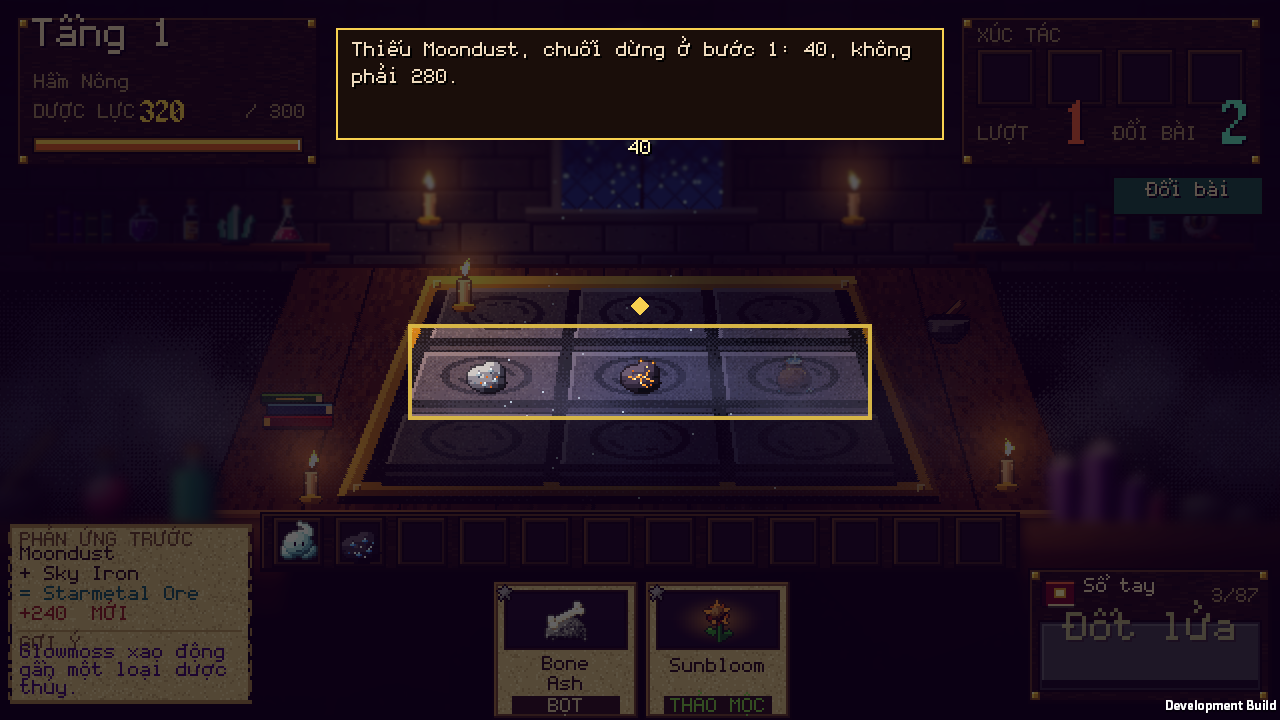 Tầng 1
Hầm Nông
DƯỢC LỰC 320 / 300
Thiếu Moondust, chuỗi dừng ở bước 1: 40, không
phải 280.
40
XÚC TÁC
LƯỢT 1 ĐỔI BÀI 2
Đổi bài
PHẢN ỨNG TRƯỚC
Moondust
+ Sky Iron
= Starmetal Ore
+240 MỚI
GỢI Ý
Glowmoss xao động
gần một loại dược
thủy.
Bone
Ash
BỘT
Sunbloom
THẢO MỘC
Sổ tay
3/87
Đốt lửa
Development Build